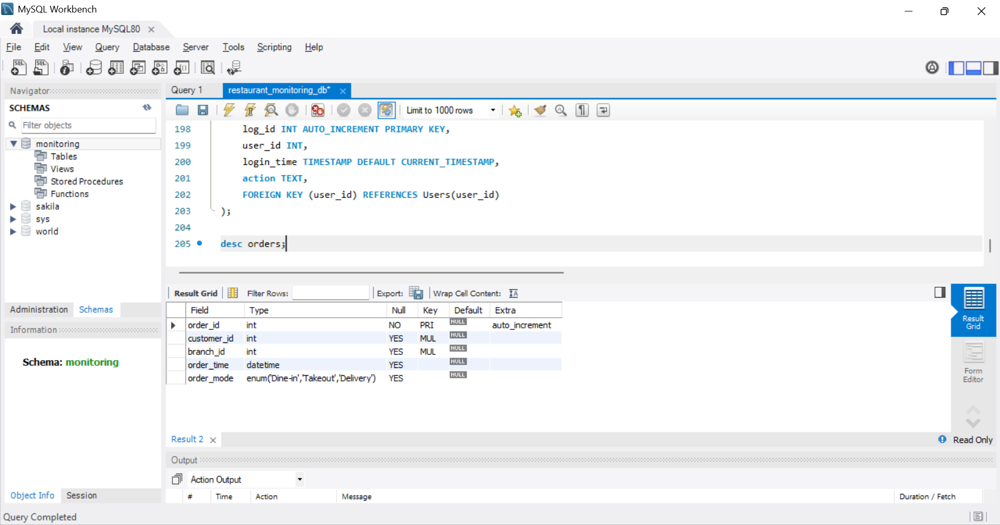 MySQL Workbench
Local instance MySQL80
File Edit View Query Database Server Tools Scripting Help
Navigator
SCHEMAS
Filter objects
monitoring
Tables
Views
Stored Procedures
Functions
sakila
sys
world
Administration Schemas
Information
Schema: monitoring
Object Info Session
Query 1 restaurant_monitoring_db*
Limit to 1000 rows
198 log_id INT AUTO_INCREMENT PRIMARY KEY,
199 user_id INT,
200 login_time TIMESTAMP DEFAULT CURRENT_TIMESTAMP,
201 action TEXT,
202 FOREIGN KEY (user_id) REFERENCES Users(user_id)
203 );
204
205 desc orders;
Result Grid Filter Rows: Export: Wrap Cell Content:
Field Type Null Key Default Extra
order_id int NO PRI NULL auto_increment
customer_id int YES MUL NULL
branch_id int YES MUL NULL
order_time datetime YES NULL
order_mode enum('Dine-in','Takeout','Delivery') YES NULL
Result
Grid
Form
Editor
Result 2
Read Only
Output
Action Output
# Time Action Message Duration / Fetch
Query Completed